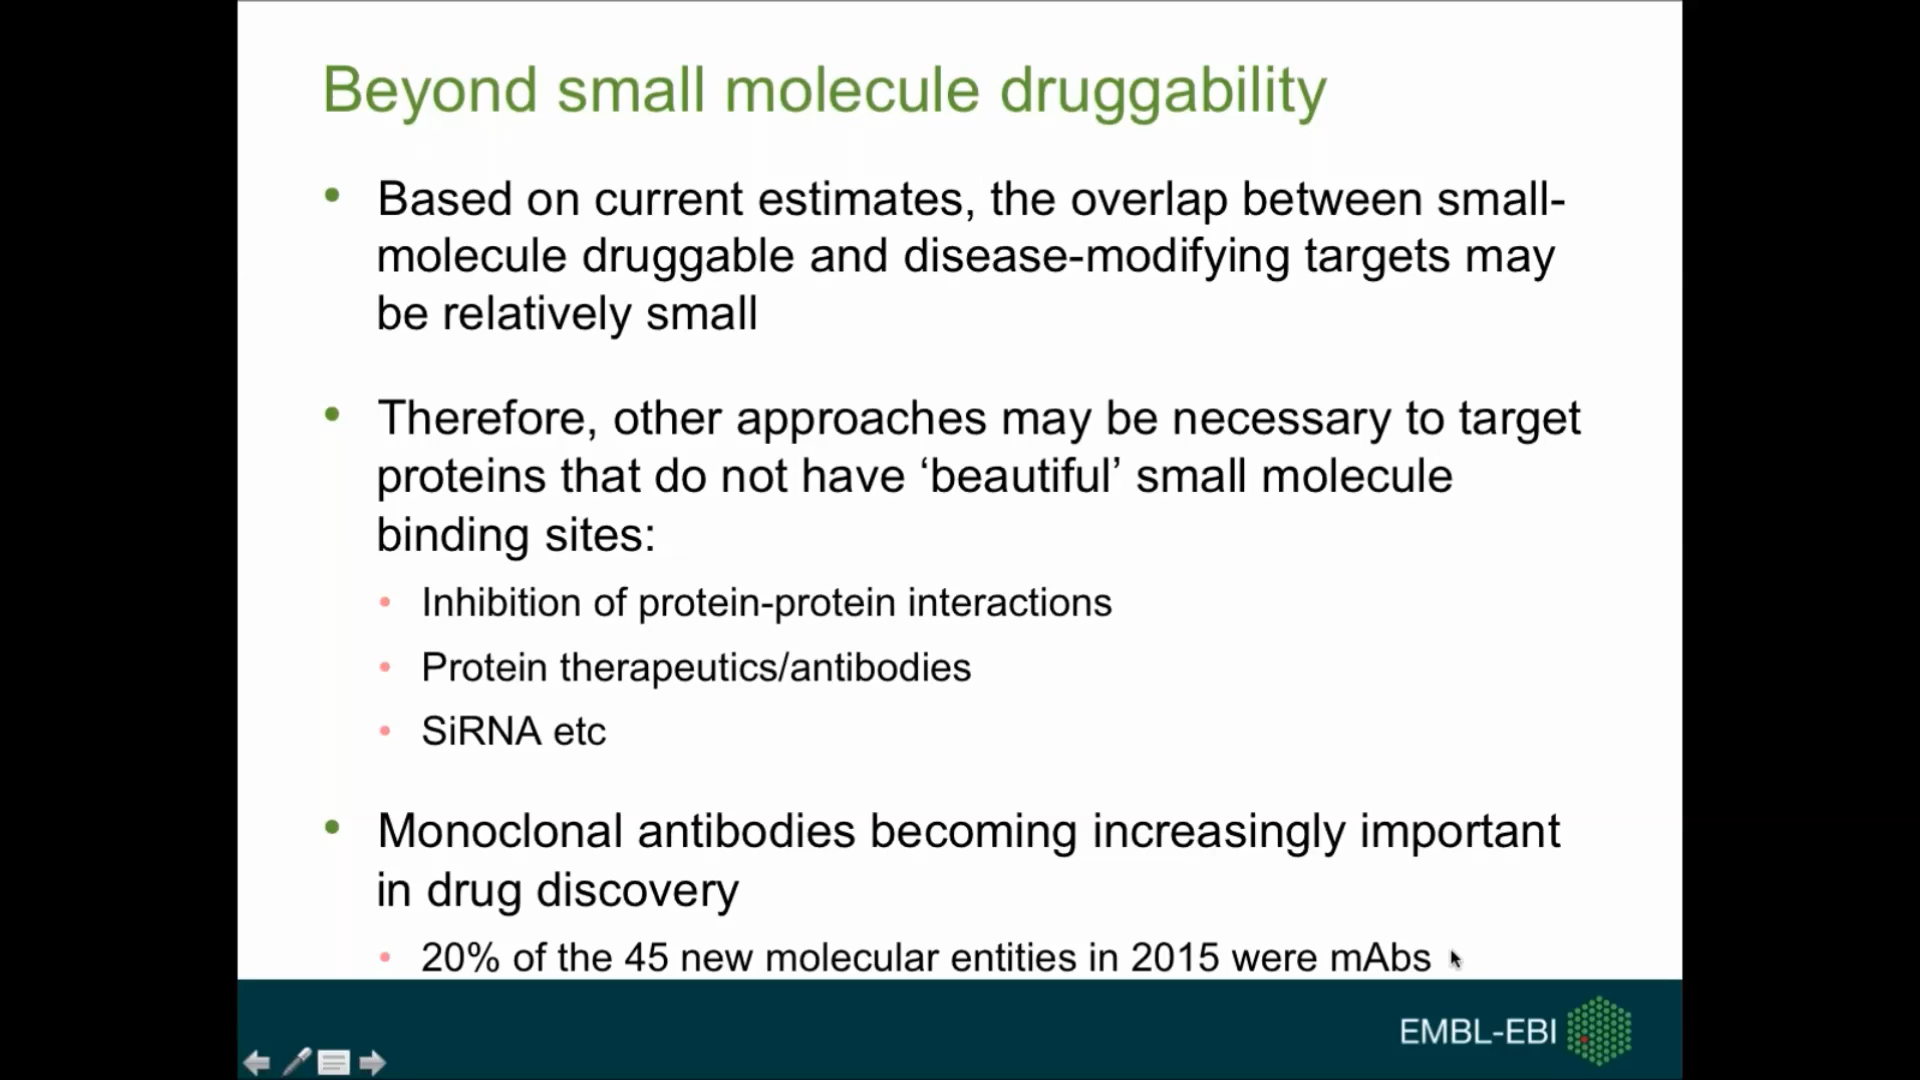 Beyond small molecule druggability
• Based on current estimates, the overlap between small-
molecule druggable and disease-modifying targets may
be relatively small
• Therefore, other approaches may be necessary to target
proteins that do not have ‘beautiful’ small molecule
binding sites:
• Inhibition of protein-protein interactions
• Protein therapeutics/antibodies
• SiRNA etc
• Monoclonal antibodies becoming increasingly important
in drug discovery
• 20% of the 45 new molecular entities in 2015 were mAbs
EMBL-EBI